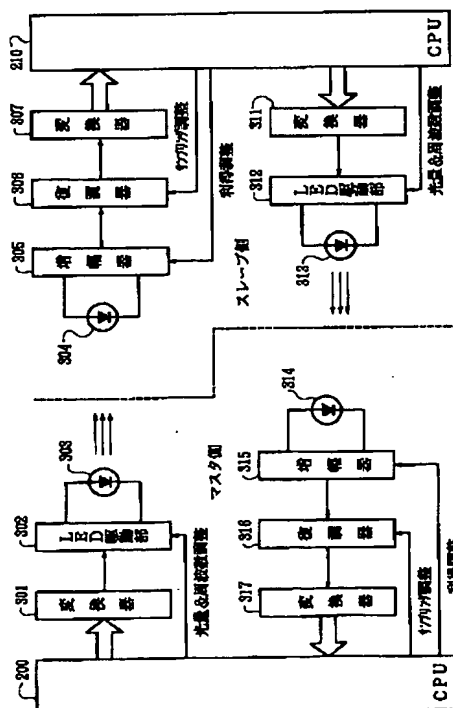 210
CPU
307
変換器
306
復調器
305
増幅器
304
サンプリング調整
利得調整
311
変換器
312
LED駆動部
313
光量&周波数調整
スレーブ側
マスタ側
303
302
LED駆動部
301
変換器
光量&周波数調整
200
CPU
314
315
増幅器
316
復調器
317
変換器
サンプリング調整